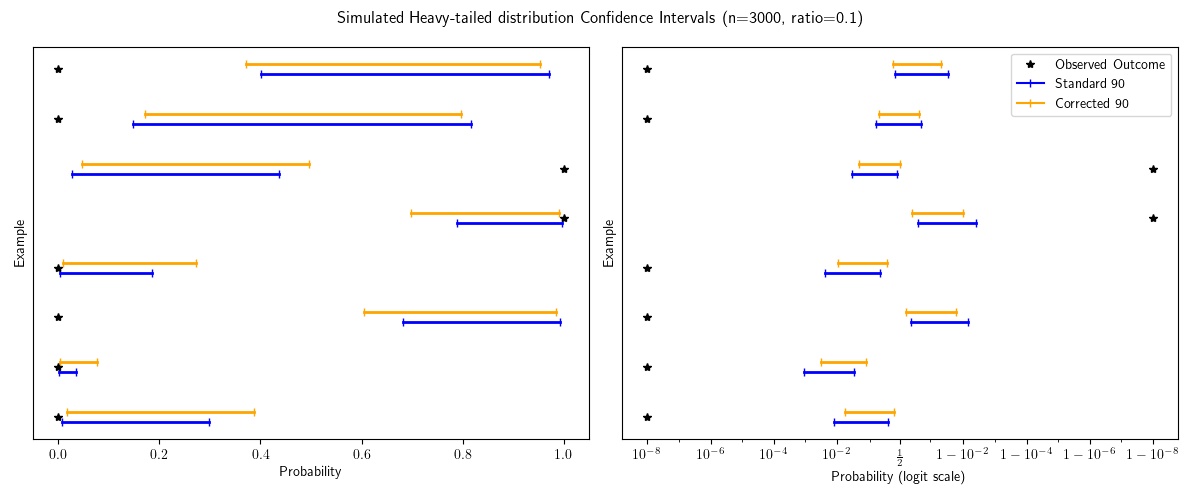 Simulated Heavy-tailed distribution Confidence Intervals (n=3000, ratio=0.1)
Example
0.0 0.2 0.4 0.6 0.8 1.0
Probability
Example
Observed Outcome
Standard 90
Corrected 90
10⁻⁸ 10⁻⁶ 10⁻⁴ 10⁻² 1/2 1 − 10⁻² 1 − 10⁻⁴ 1 − 10⁻⁶ 1 − 10⁻⁸
Probability (logit scale)